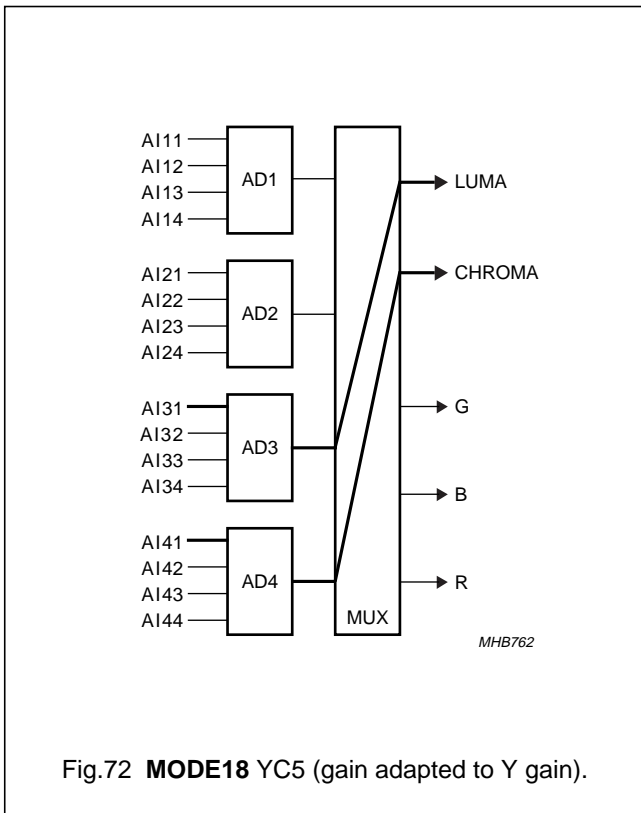 AI11
AI12
AI13
AI14
AD1
AI21
AI22
AI23
AI24
AD2
AI31
AI32
AI33
AI34
AD3
AI41
AI42
AI43
AI44
AD4
MUX
LUMA
CHROMA
G
B
R
MHB762
Fig.72 MODE18 YC5 (gain adapted to Y gain).